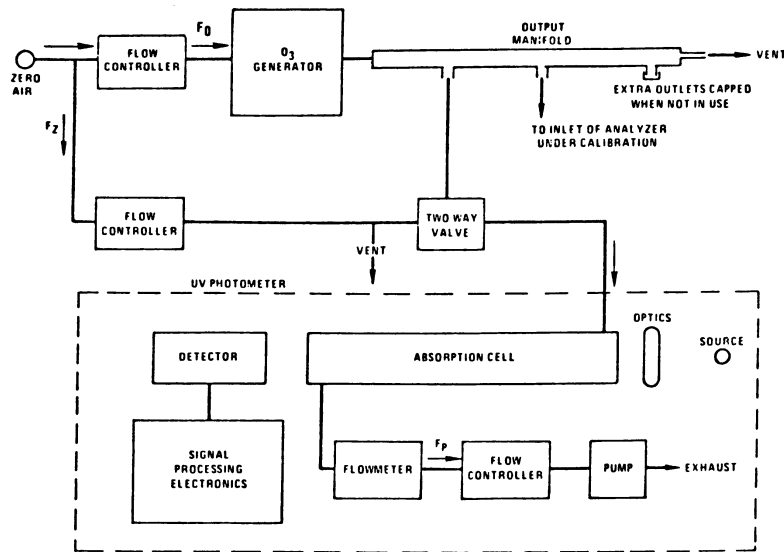 ZERO
AIR
FLOW
CONTROLLER
FO
O3
GENERATOR
OUTPUT
MANIFOLD
VENT
EXTRA OUTLETS CAPPED
WHEN NOT IN USE
TO INLET OF ANALYZER
UNDER CALIBRATION
FZ
FLOW
CONTROLLER
VENT
TWO WAY
VALVE
UV PHOTOMETER
DETECTOR
ABSORPTION CELL
OPTICS
SOURCE
SIGNAL
PROCESSING
ELECTRONICS
FLOWMETER
FP
FLOW
CONTROLLER
PUMP
EXHAUST